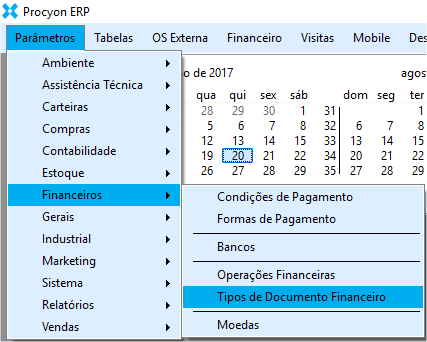 Procyon ERP
Parâmetros Tabelas OS Externa Financeiro Visitas Mobile Des
Ambiente
Assistência Técnica
Carteiras
Compras
Contabilidade
Estoque
Financeiros
Gerais
Industrial
Marketing
Sistema
Relatórios
Vendas
o de 2017 agos
qua qui sex sáb dom seg ter
28 29 30 1 31 1
5 6 7 8 32 6 7 8
12 13 14 15 33 13 14 15
19 20 21 22 34 20 21 22
26 27 28 29 35 27 28 29
Condições de Pagamento
Formas de Pagamento
Bancos
Operações Financeiras
Tipos de Documento Financeiro
Moedas